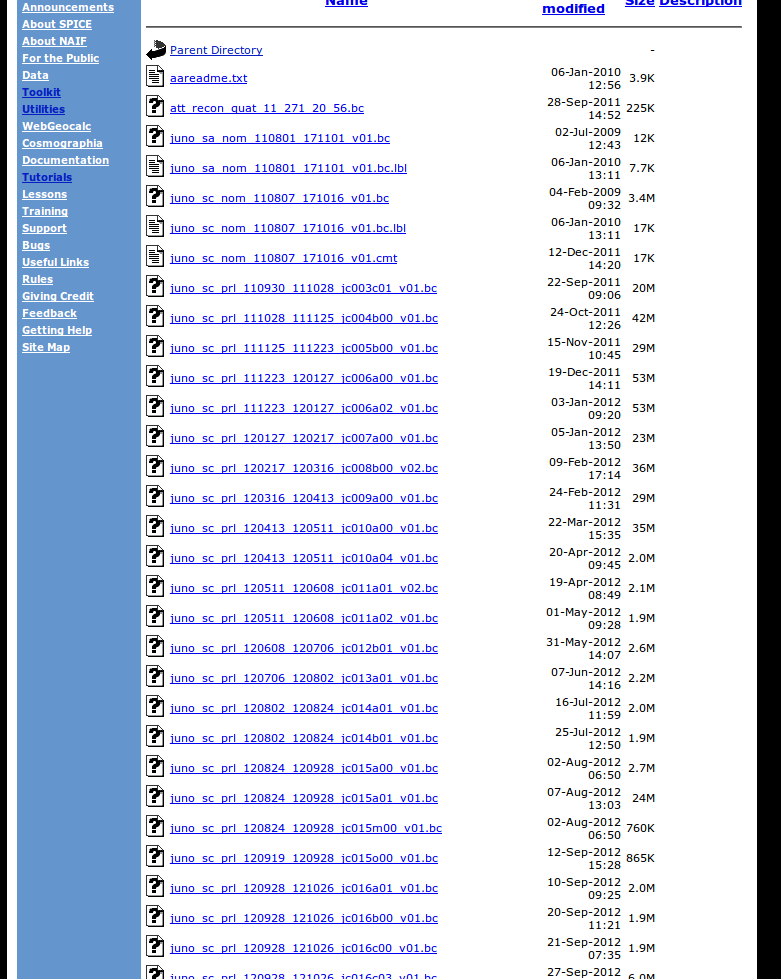 Announcements
About SPICE
About NAIF
For the Public
Data
Toolkit
Utilities
WebGeocalc
Cosmographia
Documentation
Tutorials
Lessons
Training
Support
Bugs
Useful Links
Rules
Giving Credit
Feedback
Getting Help
Site Map
Name modified Size Description
Parent Directory -
aareadme.txt 06-Jan-2010 12:56 3.9K
att_recon_quat_11_271_20_56.bc 28-Sep-2011 14:52 225K
juno_sa_nom_110801_171101_v01.bc 02-Jul-2009 12:43 12K
juno_sa_nom_110801_171101_v01.bc.lbl 06-Jan-2010 13:11 7.7K
juno_sc_nom_110807_171016_v01.bc 04-Feb-2009 09:32 3.4M
juno_sc_nom_110807_171016_v01.bc.lbl 06-Jan-2010 13:11 17K
juno_sc_nom_110807_171016_v01.cmt 12-Dec-2011 14:20 17K
juno_sc_prl_110930_111028_jc003c01_v01.bc 22-Sep-2011 09:06 20M
juno_sc_prl_111028_111125_jc004b00_v01.bc 24-Oct-2011 12:26 42M
juno_sc_prl_111125_111223_jc005b00_v01.bc 15-Nov-2011 10:45 29M
juno_sc_prl_111223_120127_jc006a00_v01.bc 19-Dec-2011 14:11 53M
juno_sc_prl_111223_120127_jc006a02_v01.bc 03-Jan-2012 09:20 53M
juno_sc_prl_120127_120217_jc007a00_v01.bc 05-Jan-2012 13:50 23M
juno_sc_prl_120217_120316_jc008b00_v02.bc 09-Feb-2012 17:14 36M
juno_sc_prl_120316_120413_jc009a00_v01.bc 24-Feb-2012 11:31 29M
juno_sc_prl_120413_120511_jc010a00_v01.bc 22-Mar-2012 15:35 35M
juno_sc_prl_120413_120511_jc010a04_v01.bc 20-Apr-2012 09:45 2.0M
juno_sc_prl_120511_120608_jc011a01_v02.bc 19-Apr-2012 08:49 2.1M
juno_sc_prl_120511_120608_jc011a02_v01.bc 01-May-2012 09:28 1.9M
juno_sc_prl_120608_120706_jc012b01_v01.bc 31-May-2012 14:07 2.6M
juno_sc_prl_120706_120802_jc013a01_v01.bc 07-Jun-2012 14:16 2.2M
juno_sc_prl_120802_120824_jc014a01_v01.bc 16-Jul-2012 11:59 2.0M
juno_sc_prl_120802_120824_jc014b01_v01.bc 25-Jul-2012 12:50 1.9M
juno_sc_prl_120824_120928_jc015a00_v01.bc 02-Aug-2012 06:50 2.7M
juno_sc_prl_120824_120928_jc015a01_v01.bc 07-Aug-2012 13:03 24M
juno_sc_prl_120824_120928_jc015m00_v01.bc 02-Aug-2012 06:50 760K
juno_sc_prl_120919_120928_jc015o00_v01.bc 12-Sep-2012 15:28 865K
juno_sc_prl_120928_121026_jc016a01_v01.bc 10-Sep-2012 09:25 2.0M
juno_sc_prl_120928_121026_jc016b00_v01.bc 20-Sep-2012 11:21 1.9M
juno_sc_prl_120928_121026_jc016c00_v01.bc 21-Sep-2012 07:35 1.9M
juno_sc_prl_120928_121026_jc016c03_v01.bc 27-Sep-2012 6.0M